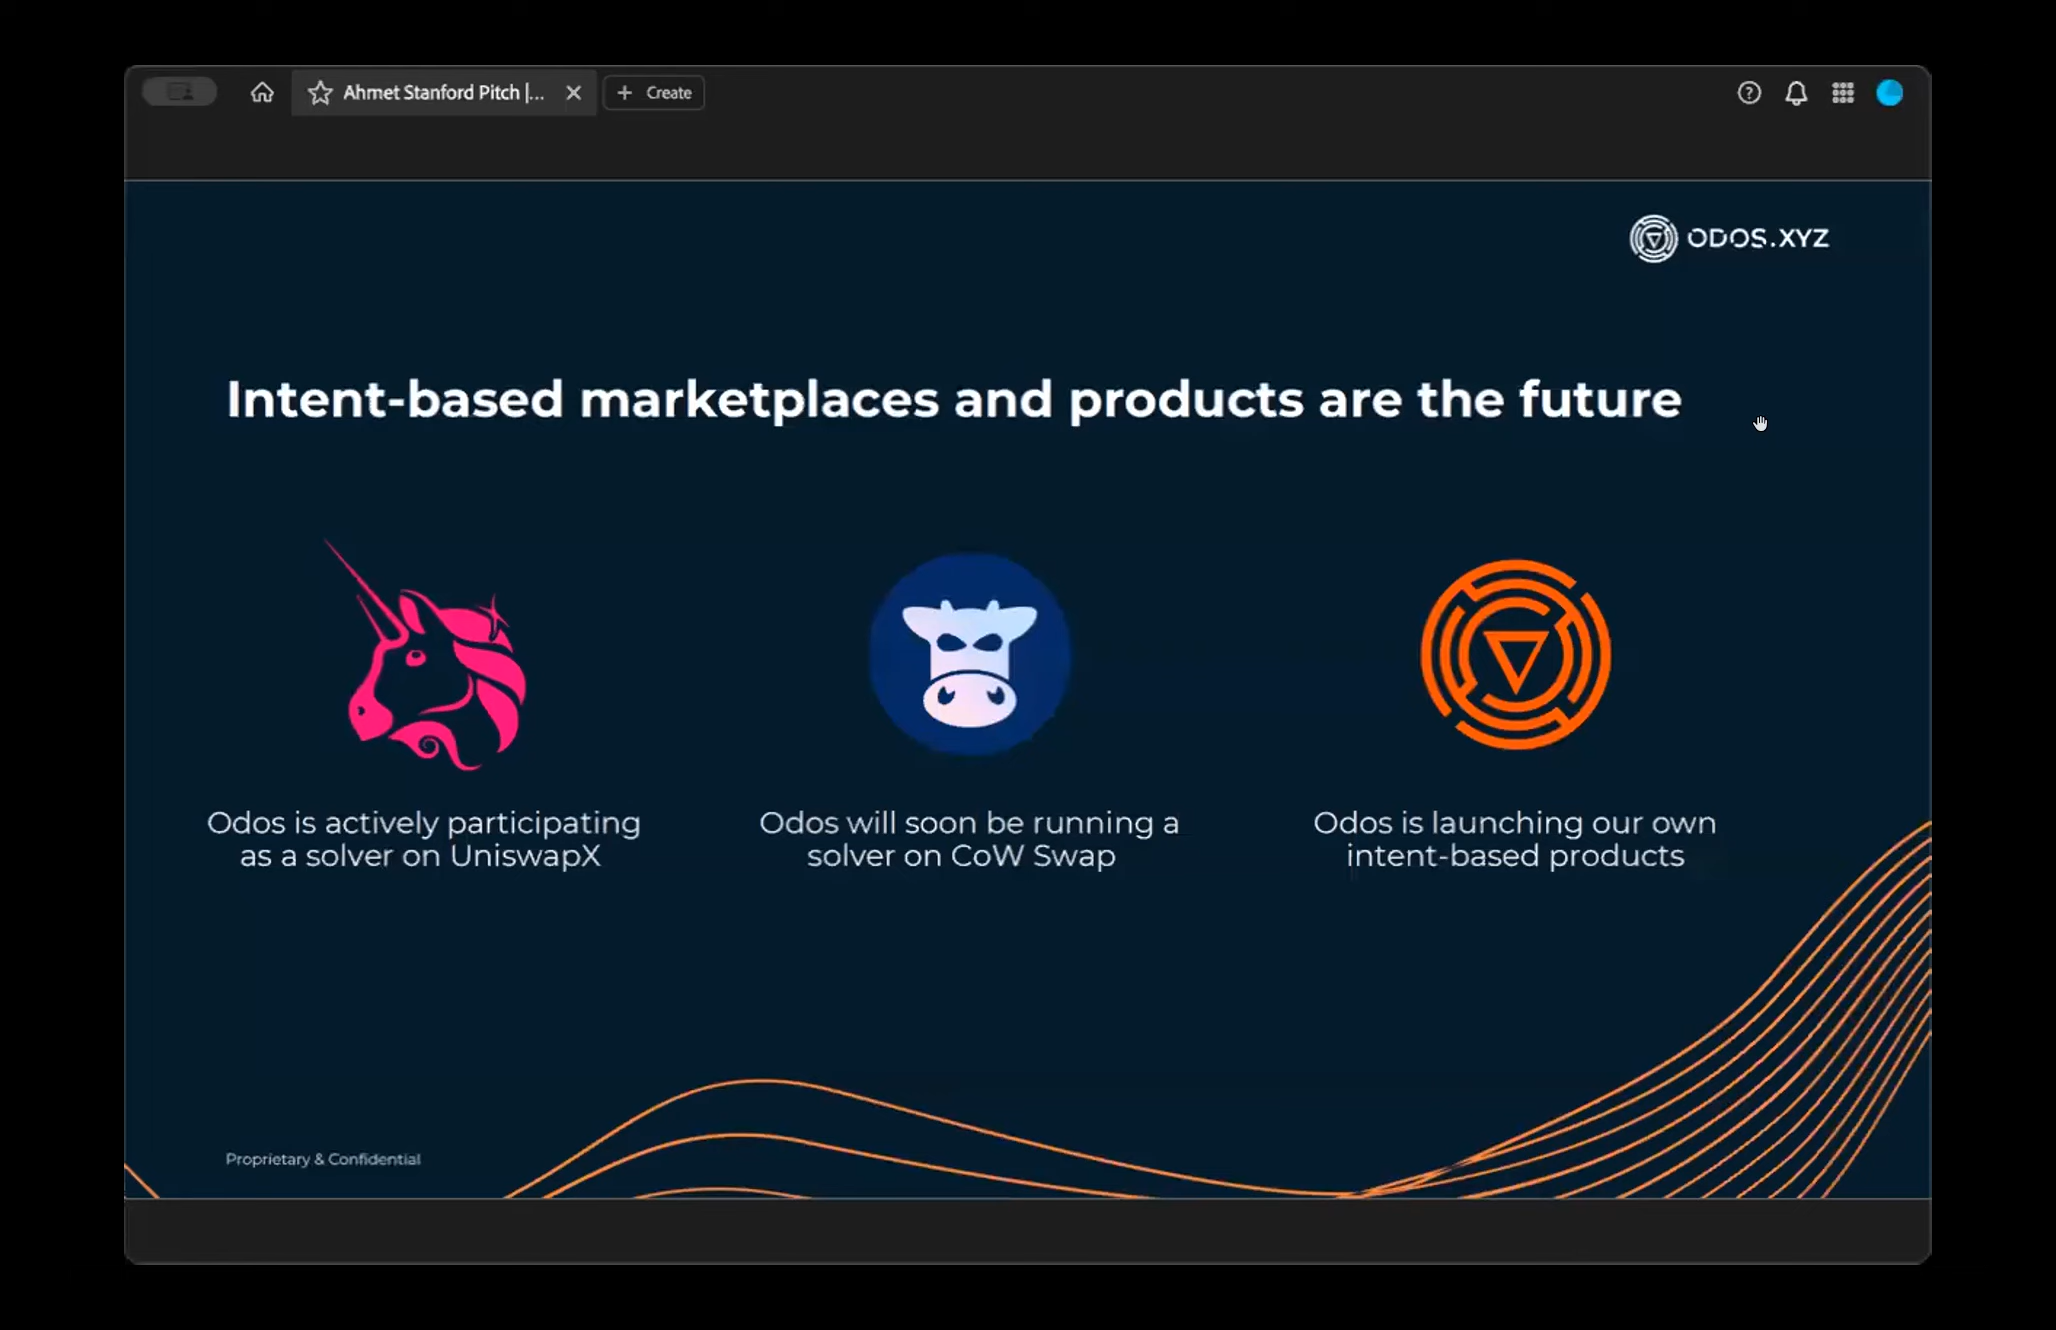 Ahmet Stanford Pitch |...
Create
ODOS.XYZ
Intent-based marketplaces and products are the future
Odos is actively participating
as a solver on UniswapX
Odos will soon be running a
solver on CoW Swap
Odos is launching our own
intent-based products
Proprietary & Confidential